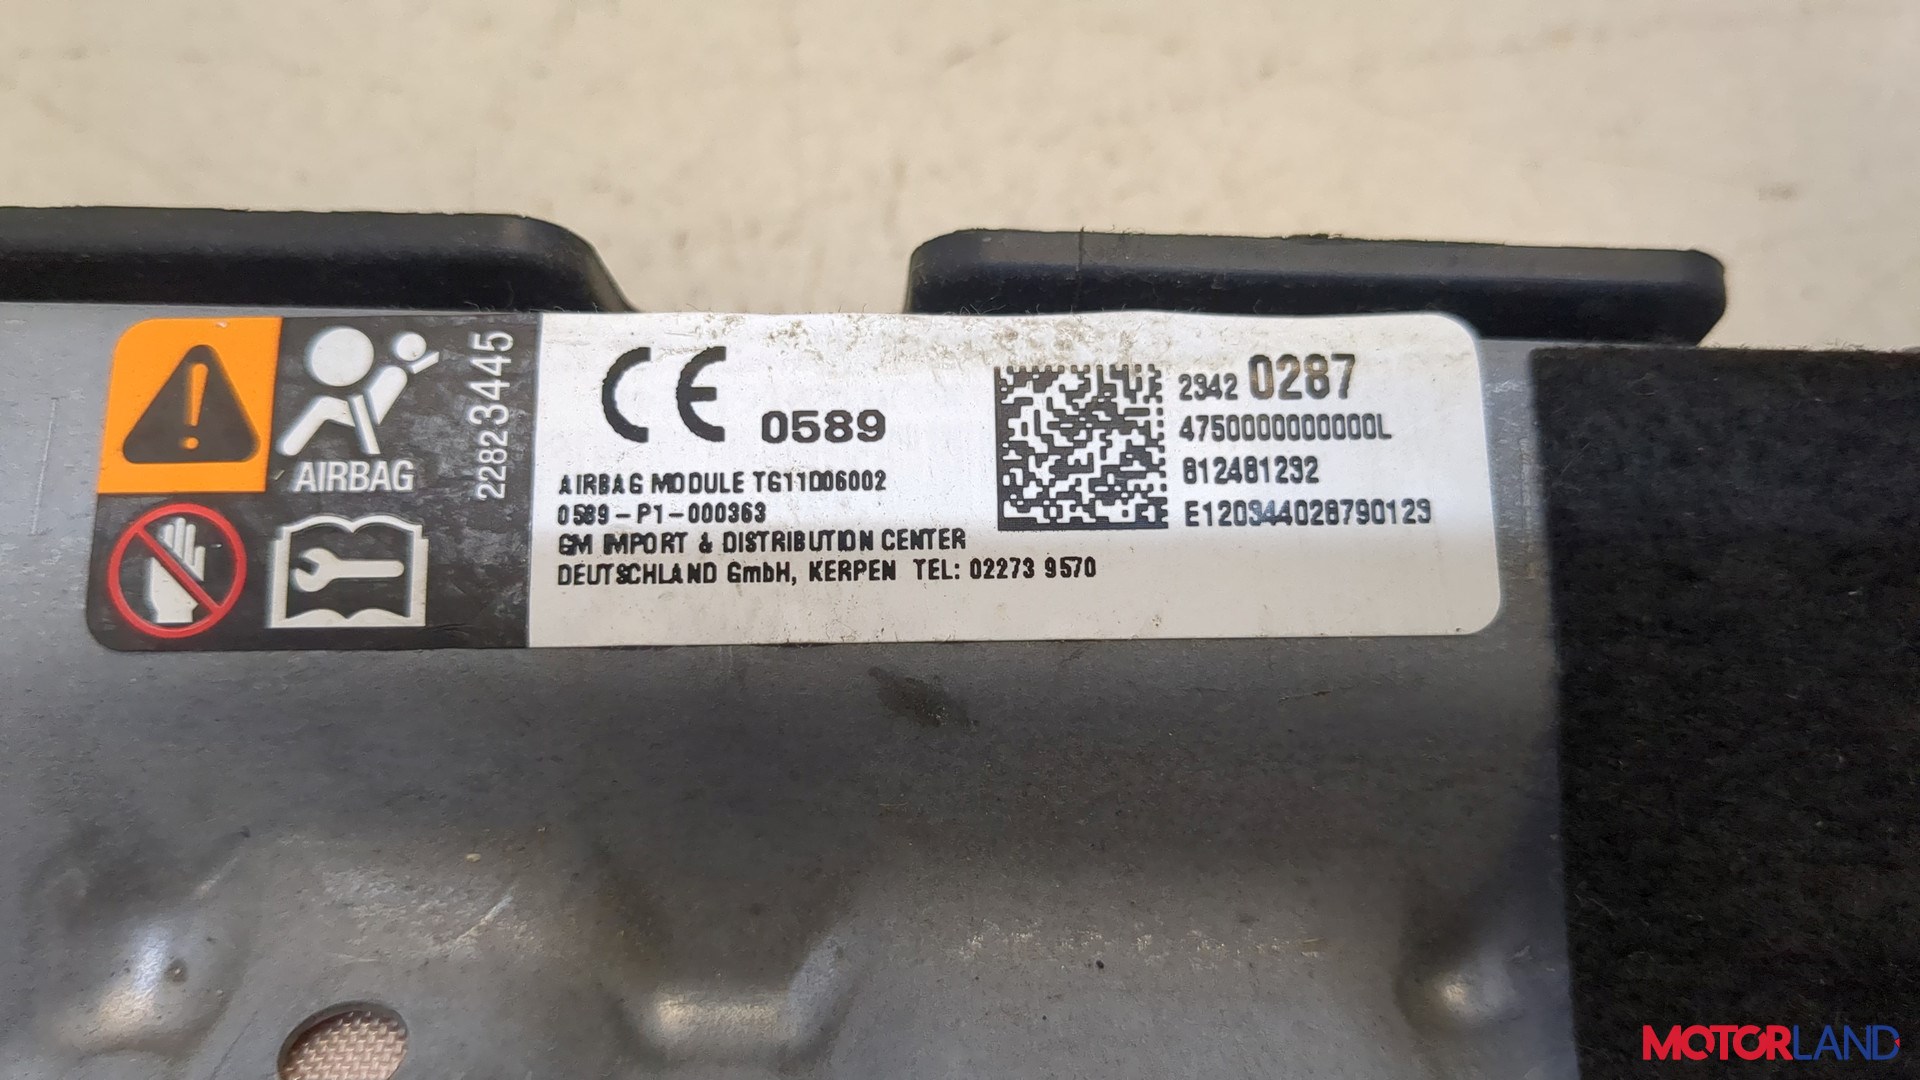 AIRBAG
22823445
CE 0589
AIRBAG MODULE TG11D06002
0589-P1-000363
GM IMPORT & DISTRIBUTION CENTER
DEUTSCHLAND GmbH, KERPEN TEL: 02273 9570
2342 0287
4750000000000L
812481232
E120344028790123
MOTORLAND